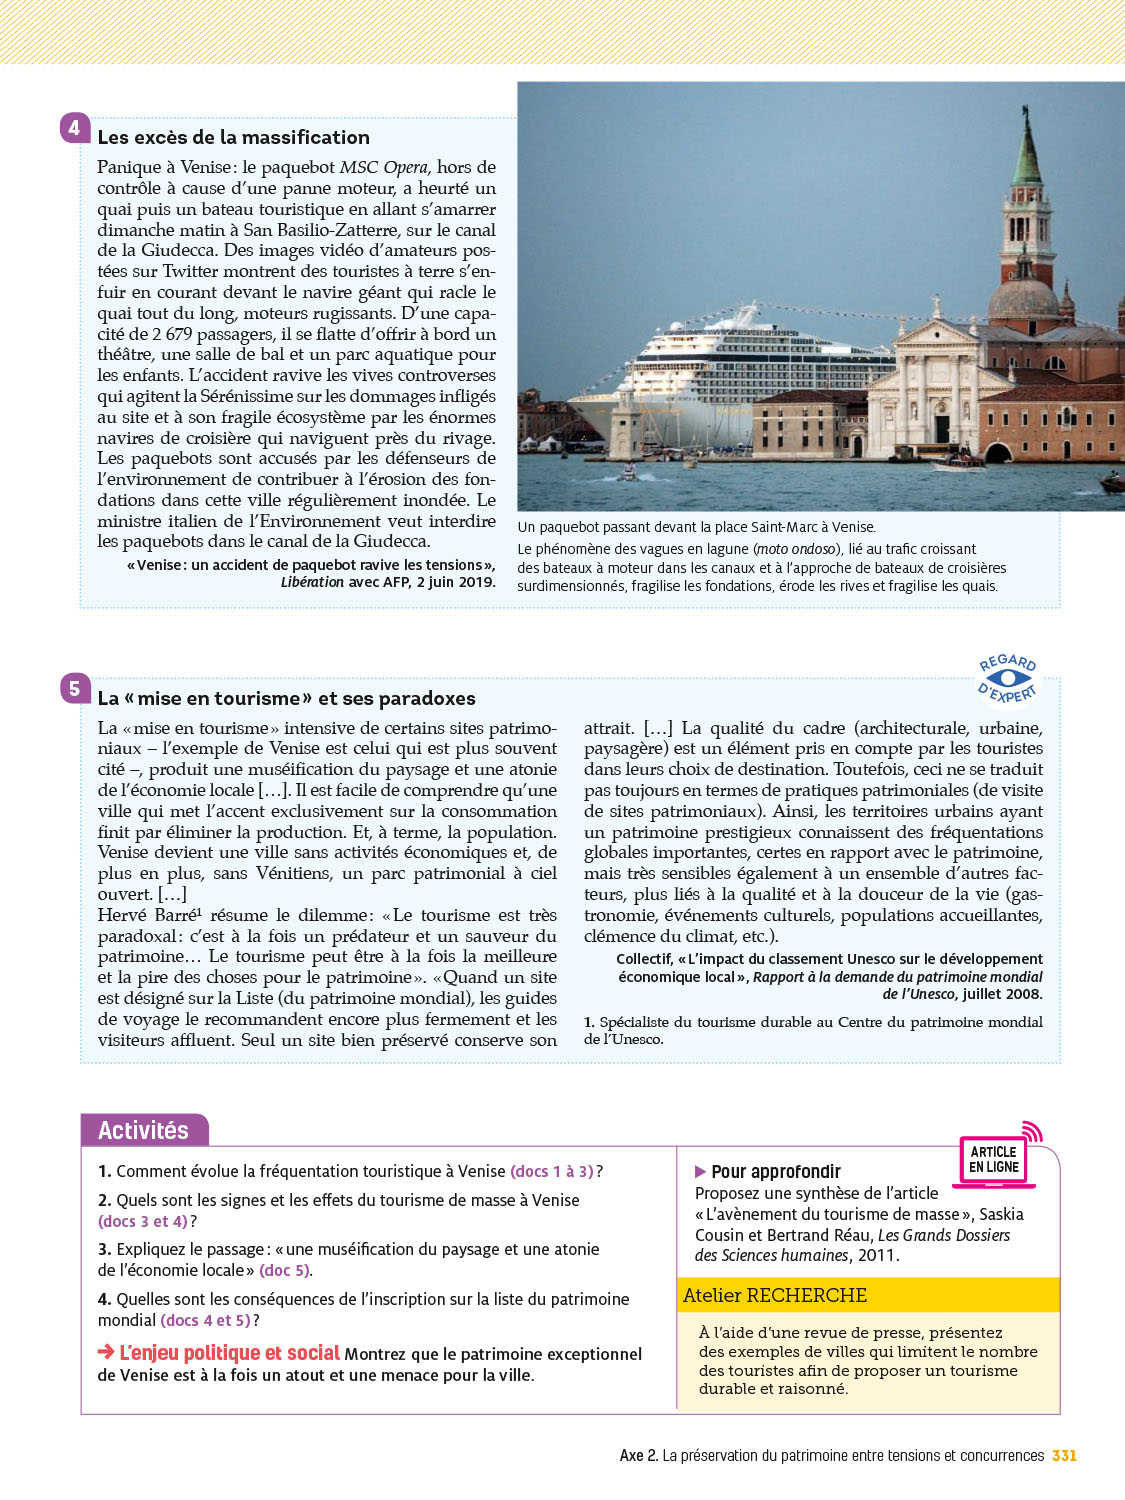 4
Les excès de la massification
Panique à Venise : le paquebot MSC Opera, hors de
contrôle à cause d’une panne moteur, a heurté un
quai puis un bateau touristique en allant s’amarrer
dimanche matin à San Basilio-Zatterre, sur le canal
de la Giudecca. Des images vidéo d’amateurs pos-
tées sur Twitter montrent des touristes à terre s’en-
fuir en courant devant le navire géant qui racle le
quai tout du long, moteurs rugissants. D’une capa-
cité de 2 679 passagers, il se flatte d’offrir à bord un
théâtre, une salle de bal et un parc aquatique pour
les enfants. L’accident ravive les vives controverses
qui agitent la Sérénissime sur les dommages infligés
au site et à son fragile écosystème par les énormes
navires de croisière qui naviguent près du rivage.
Les paquebots sont accusés par les défenseurs de
l’environnement de contribuer à l’érosion des fon-
dations dans cette ville régulièrement inondée. Le
ministre italien de l’Environnement veut interdire
les paquebots dans le canal de la Giudecca.
« Venise : un accident de paquebot ravive les tensions »,
Libération avec AFP, 2 juin 2019.
Un paquebot passant devant la place Saint-Marc à Venise.
Le phénomène des vagues en lagune (moto ondoso), lié au trafic croissant
des bateaux à moteur dans les canaux et à l’approche de bateaux de croisières
surdimensionnés, fragilise les fondations, érode les rives et fragilise les quais.
5
La « mise en tourisme » et ses paradoxes
REGARD
D’EXPERT
La « mise en tourisme » intensive de certains sites patrimo-
niaux – l’exemple de Venise est celui qui est plus souvent
cité –, produit une muséification du paysage et une atonie
de l’économie locale […]. Il est facile de comprendre qu’une
ville qui met l’accent exclusivement sur la consommation
finit par éliminer la production. Et, à terme, la population.
Venise devient une ville sans activités économiques et, de
plus en plus, sans Vénitiens, un parc patrimonial à ciel
ouvert. […]
Hervé Barré¹ résume le dilemme : « Le tourisme est très
paradoxal : c’est à la fois un prédateur et un sauveur du
patrimoine… Le tourisme peut être à la fois la meilleure
et la pire des choses pour le patrimoine ». « Quand un site
est désigné sur la Liste (du patrimoine mondial), les guides
de voyage le recommandent encore plus fermement et les
visiteurs affluent. Seul un site bien préservé conserve son
attrait. […] La qualité du cadre (architecturale, urbaine,
paysagère) est un élément pris en compte par les touristes
dans leurs choix de destination. Toutefois, ceci ne se traduit
pas toujours en termes de pratiques patrimoniales (de visite
de sites patrimoniaux). Ainsi, les territoires urbains ayant
un patrimoine prestigieux connaissent des fréquentations
globales importantes, certes en rapport avec le patrimoine,
mais très sensibles également à un ensemble d’autres fac-
teurs, plus liés à la qualité et à la douceur de la vie (gas-
tronomie, événements culturels, populations accueillantes,
clémence du climat, etc.).
Collectif, « L’impact du classement Unesco sur le développement
économique local », Rapport à la demande du patrimoine mondial
de l’Unesco, juillet 2008.
1. Spécialiste du tourisme durable au Centre du patrimoine mondial
de l’Unesco.
Activités
1. Comment évolue la fréquentation touristique à Venise (docs 1 à 3) ?
2. Quels sont les signes et les effets du tourisme de masse à Venise
(docs 3 et 4) ?
3. Expliquez le passage : « une muséification du paysage et une atonie
de l’économie locale » (doc 5).
4. Quelles sont les conséquences de l’inscription sur la liste du patrimoine
mondial (docs 4 et 5) ?
➜ L’enjeu politique et social Montrez que le patrimoine exceptionnel
de Venise est à la fois un atout et une menace pour la ville.
ARTICLE
EN LIGNE
▶ Pour approfondir
Proposez une synthèse de l’article
« L’avènement du tourisme de masse », Saskia
Cousin et Bertrand Réau, Les Grands Dossiers
des Sciences humaines, 2011.
Atelier RECHERCHE
À l’aide d’une revue de presse, présentez
des exemples de villes qui limitent le nombre
des touristes afin de proposer un tourisme
durable et raisonné.
Axe 2. La préservation du patrimoine entre tensions et concurrences 331